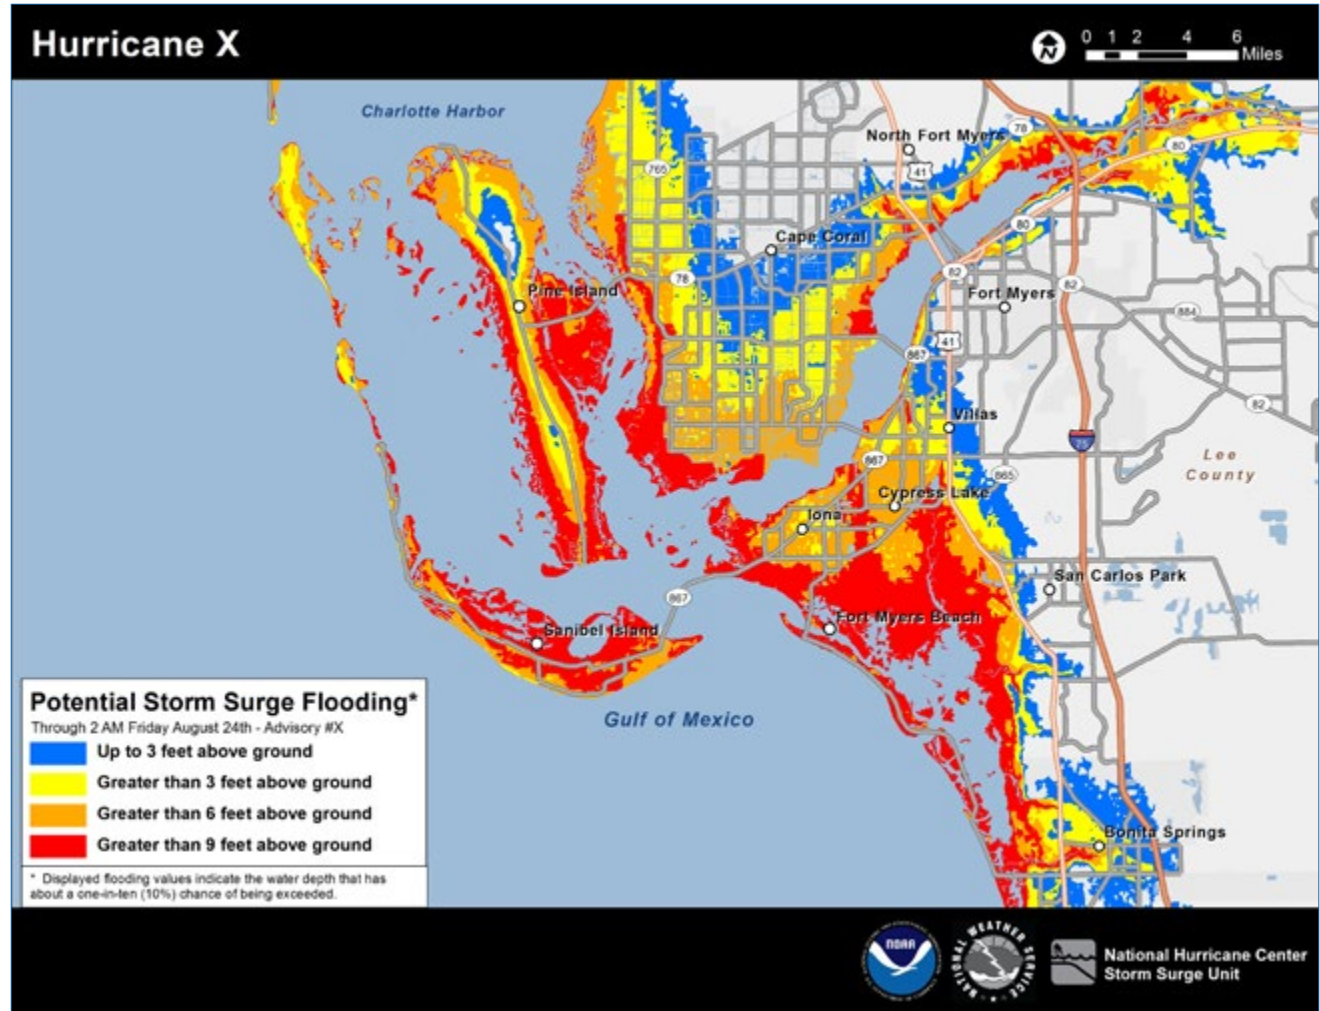 Hurricane X
N
0 1 2 4 6
Miles
Charlotte Harbor
North Fort Myers
78
80
41
765
80
Cape Coral
82
78
82
Pine Island
Fort Myers
884
41
867
82
Villas
75
Lee
County
867
865
Cypress Lake
Iona
San Carlos Park
867
Sanibel Island
Fort Myers Beach
Gulf of Mexico
Bonita Springs
Potential Storm Surge Flooding*
Through 2 AM Friday August 24th - Advisory #X
Up to 3 feet above ground
Greater than 3 feet above ground
Greater than 6 feet above ground
Greater than 9 feet above ground
* Displayed flooding values indicate the water depth that has
about a one-in-ten (10%) chance of being exceeded.
NOAA
NATIONAL WEATHER SERVICE
National Hurricane Center
Storm Surge Unit